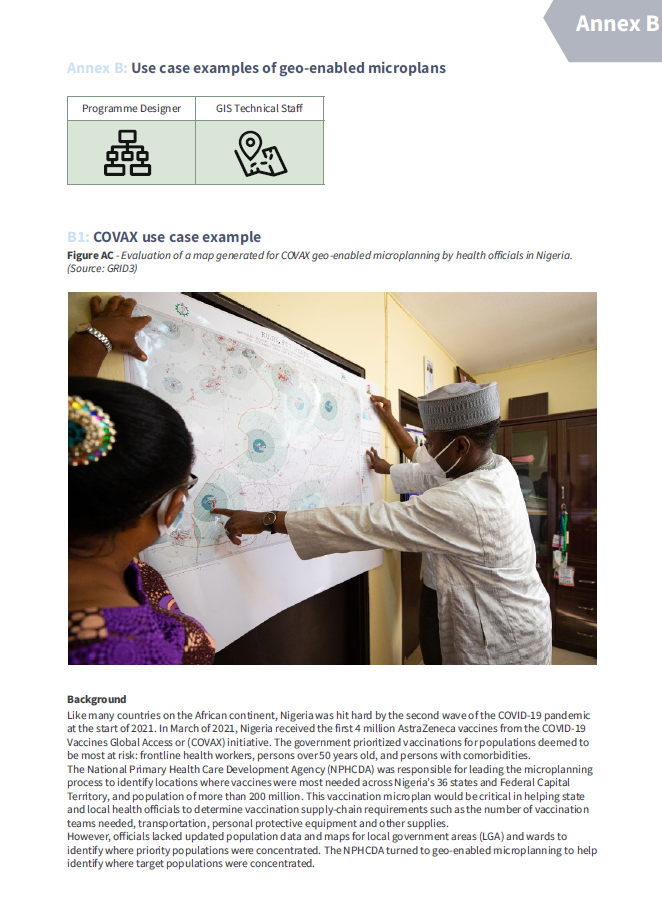 Annex B
Annex B: Use case examples of geo-enabled microplans
Programme Designer
GIS Technical Staff
B1: COVAX use case example
Figure AC - Evaluation of a map generated for COVAX geo-enabled microplanning by health officials in Nigeria.
(Source: GRID3)
Background
Like many countries on the African continent, Nigeria was hit hard by the second wave of the COVID-19 pandemic
at the start of 2021. In March of 2021, Nigeria received the first 4 million AstraZeneca vaccines from the COVID-19
Vaccines Global Access or (COVAX) initiative. The government prioritized vaccinations for populations deemed to
be most at risk: frontline health workers, persons over 50 years old, and persons with comorbidities.
The National Primary Health Care Development Agency (NPHCDA) was responsible for leading the microplanning
process to identify locations where vaccines were most needed across Nigeria's 36 states and Federal Capital
Territory, and population of more than 200 million. This vaccination microplan would be critical in helping state
and local health officials to determine vaccination supply-chain requirements such as the number of vaccination
teams needed, transportation, personal protective equipment and other supplies.
However, officials lacked updated population data and maps for local government areas (LGA) and wards to
identify where priority populations were concentrated. The NPHCDA turned to geo-enabled microplanning to help
identify where target populations were concentrated.